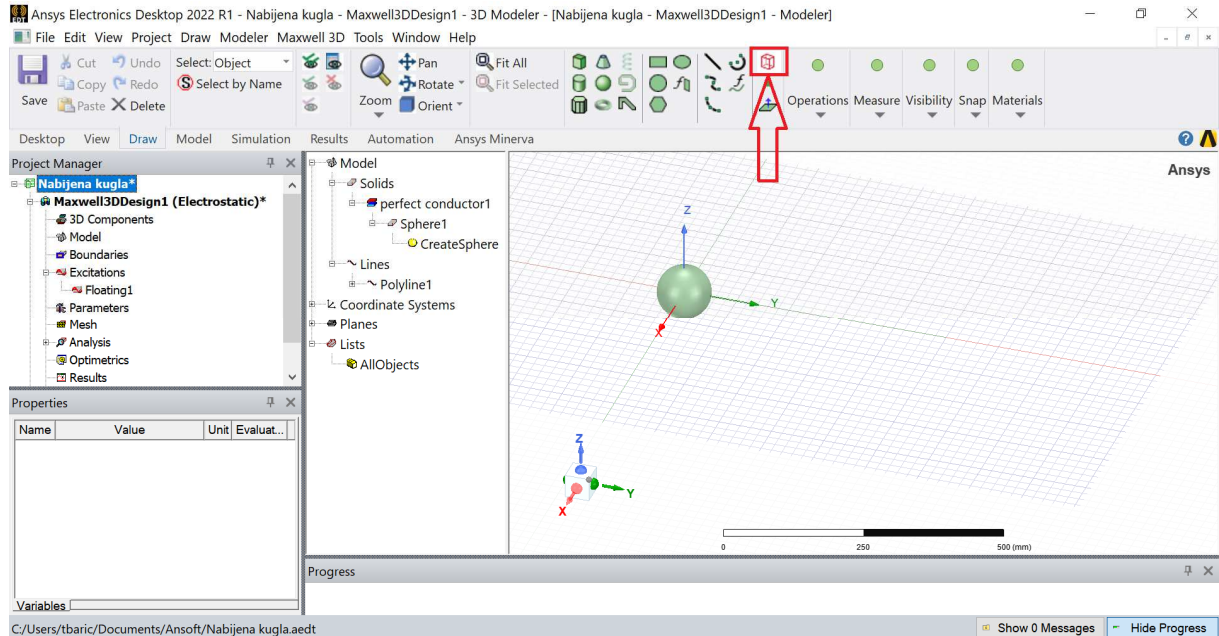 EDT Ansys Electronics Desktop 2022 R1 - Nabijena kugla - Maxwell3DDesign1 - 3D Modeler - [Nabijena kugla - Maxwell3DDesign1 - Modeler]
File Edit View Project Draw Modeler Maxwell 3D Tools Window Help
Save
Cut Undo
Copy Redo
Paste Delete
Select: Object
Select by Name
Zoom
Pan
Rotate
Orient
Fit All
Fit Selected
Operations Measure Visibility Snap Materials
Desktop View Draw Model Simulation Results Automation Ansys Minerva
Project Manager
Nabijena kugla*
Maxwell3DDesign1 (Electrostatic)*
3D Components
Model
Boundaries
Excitations
Floating1
Parameters
Mesh
Analysis
Optimetrics
Results
Properties
Name Value Unit Evaluat...
Variables
Model
Solids
perfect conductor1
Sphere1
CreateSphere
Lines
Polyline1
Coordinate Systems
Planes
Lists
AllObjects
Ansys
Z
Y
X
Z
Y
X
0 250 500 (mm)
Progress
C:/Users/tbaric/Documents/Ansoft/Nabijena kugla.aedt
Show 0 Messages Hide Progress